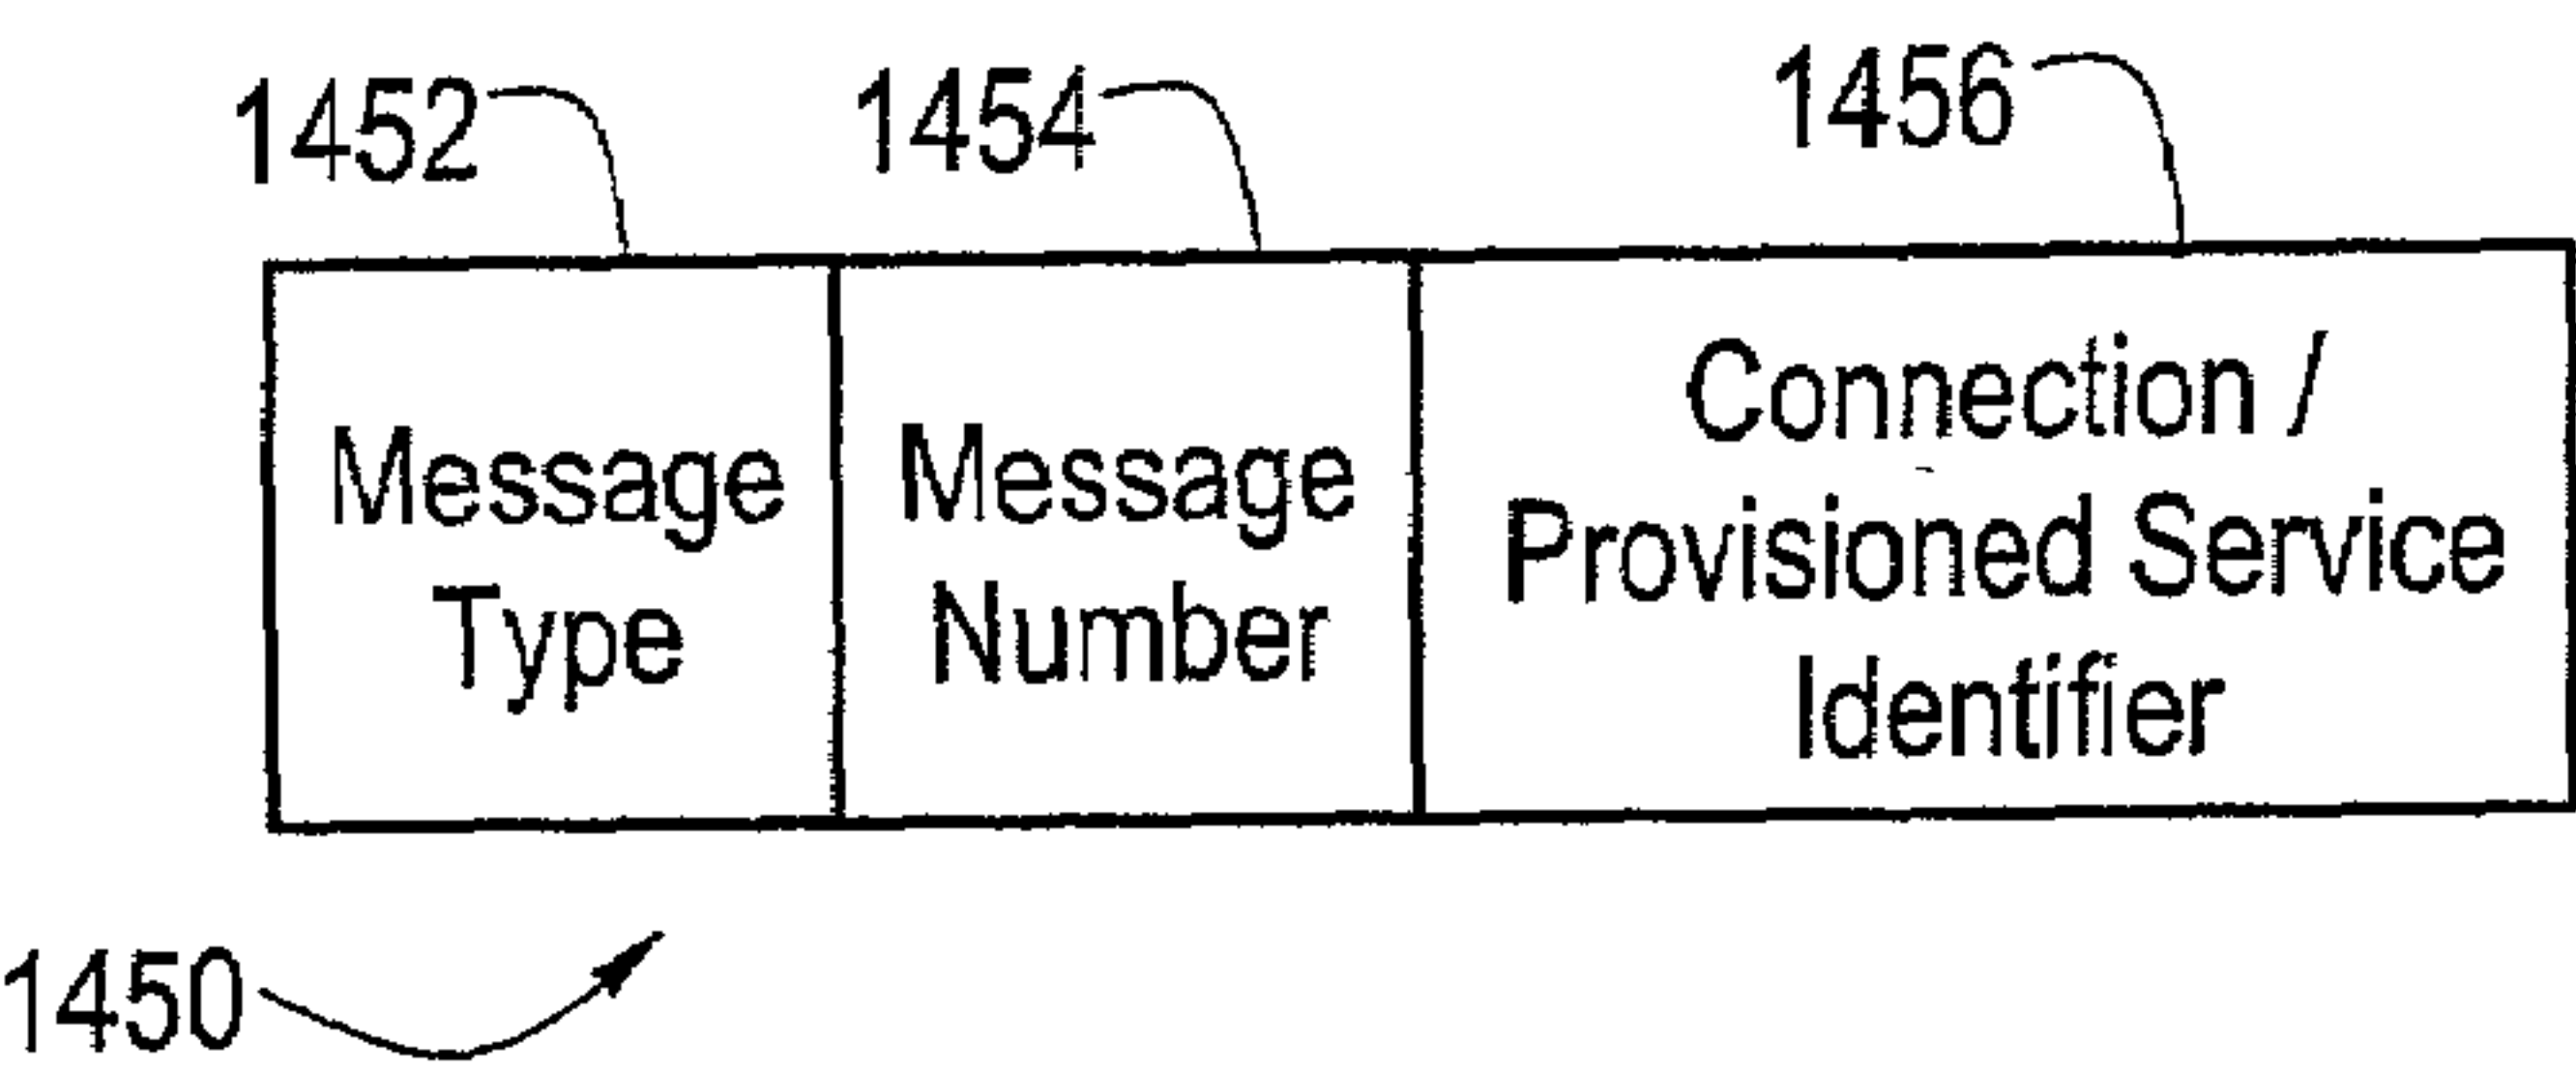 1452 1454 1456
Message Type
Message Number
Connection /
Provisioned Service
Identifier
1450